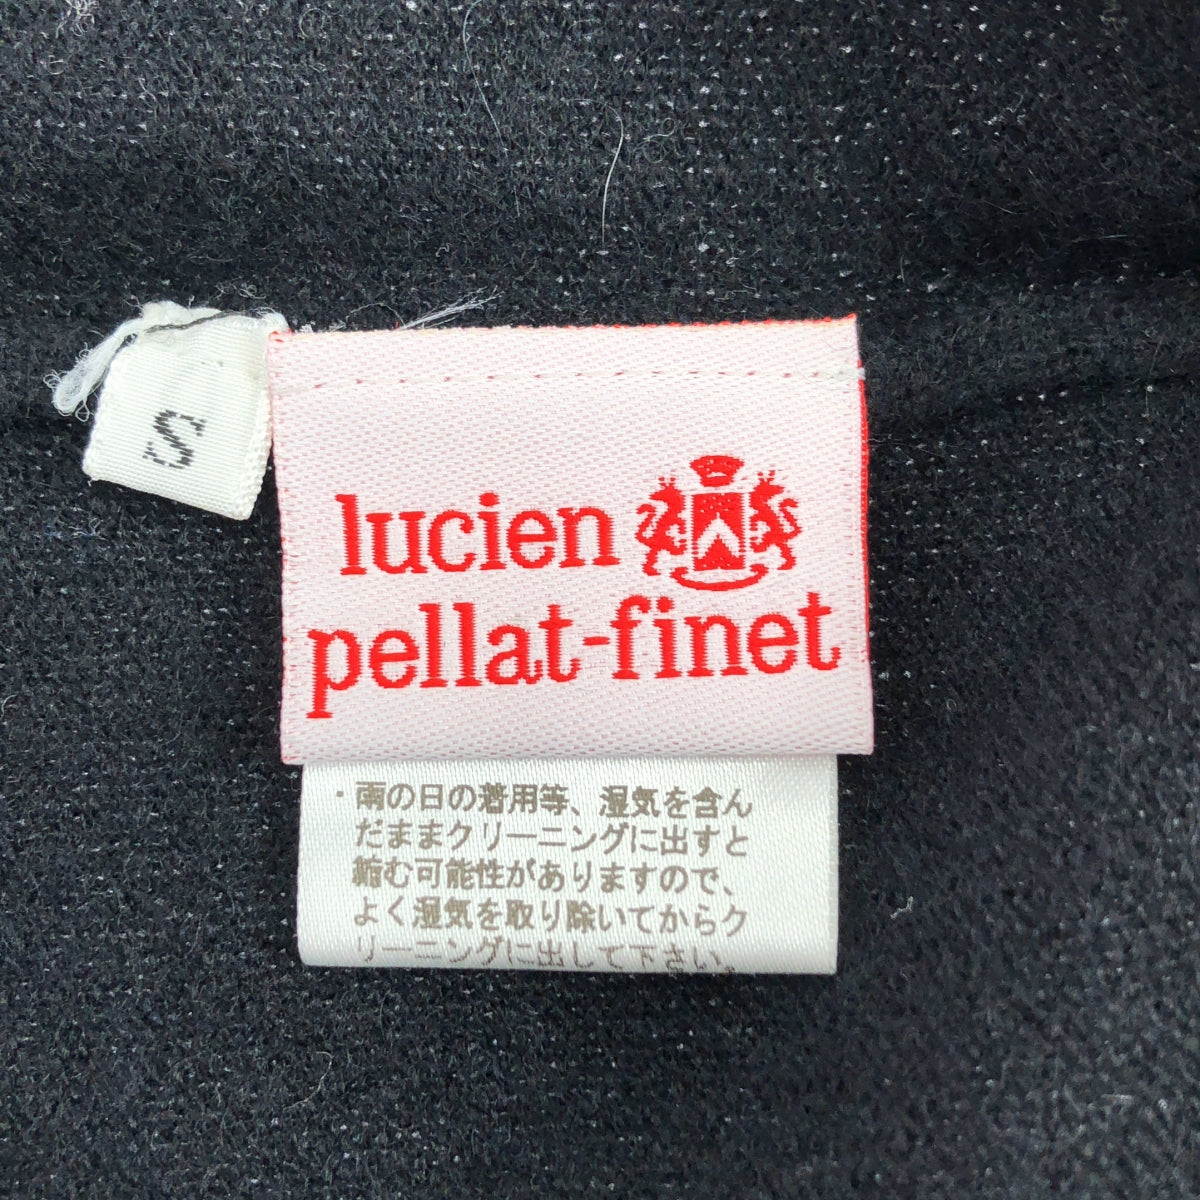 S
lucien
pellat-finet
・雨の日の着用等、湿気を含ん
だままクリーニングに出すと
縮む可能性がありますので、
よく湿気を取り除いてからク
リーニングに出して下さい。